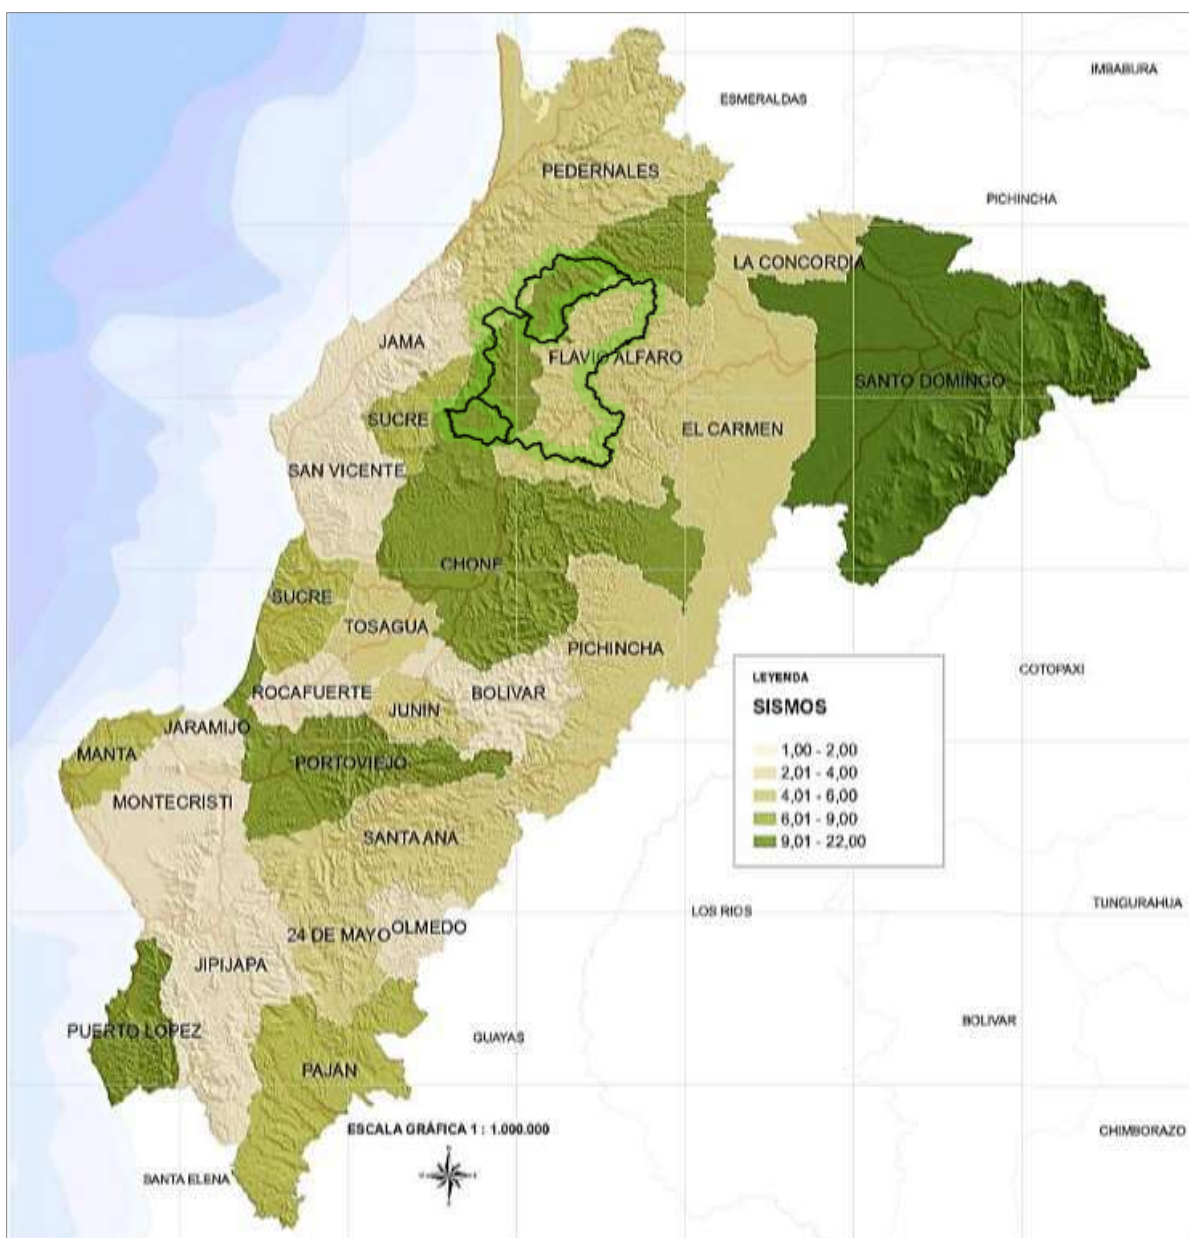 IMBABURA
ESMERALDAS
PEDERNALES
PICHINCHA
LA CONCORDIA
JAMA
FLAVIO ALFARO
SANTO DOMINGO
SUCRE
EL CARMEN
SAN VICENTE
CHONE
SUCRE
TOSAGUA
PICHINCHA
COTOPAXI
ROCAFUERTE
BOLIVAR
JUNIN
JARAMIJO
MANTA
PORTOVIEJO
MONTECRISTI
SANTA ANA
LEYENDA
SISMOS
1,00 - 2,00
2,01 - 4,00
4,01 - 6,00
6,01 - 9,00
9,01 - 22,00
LOS RIOS
TUNGURAHUA
24 DE MAYO
OLMEDO
JIPIJAPA
PUERTO LOPEZ
GUAYAS
BOLIVAR
PAJAN
ESCALA GRÁFICA 1 : 1.000.000
CHIMBORAZO
SANTA ELENA